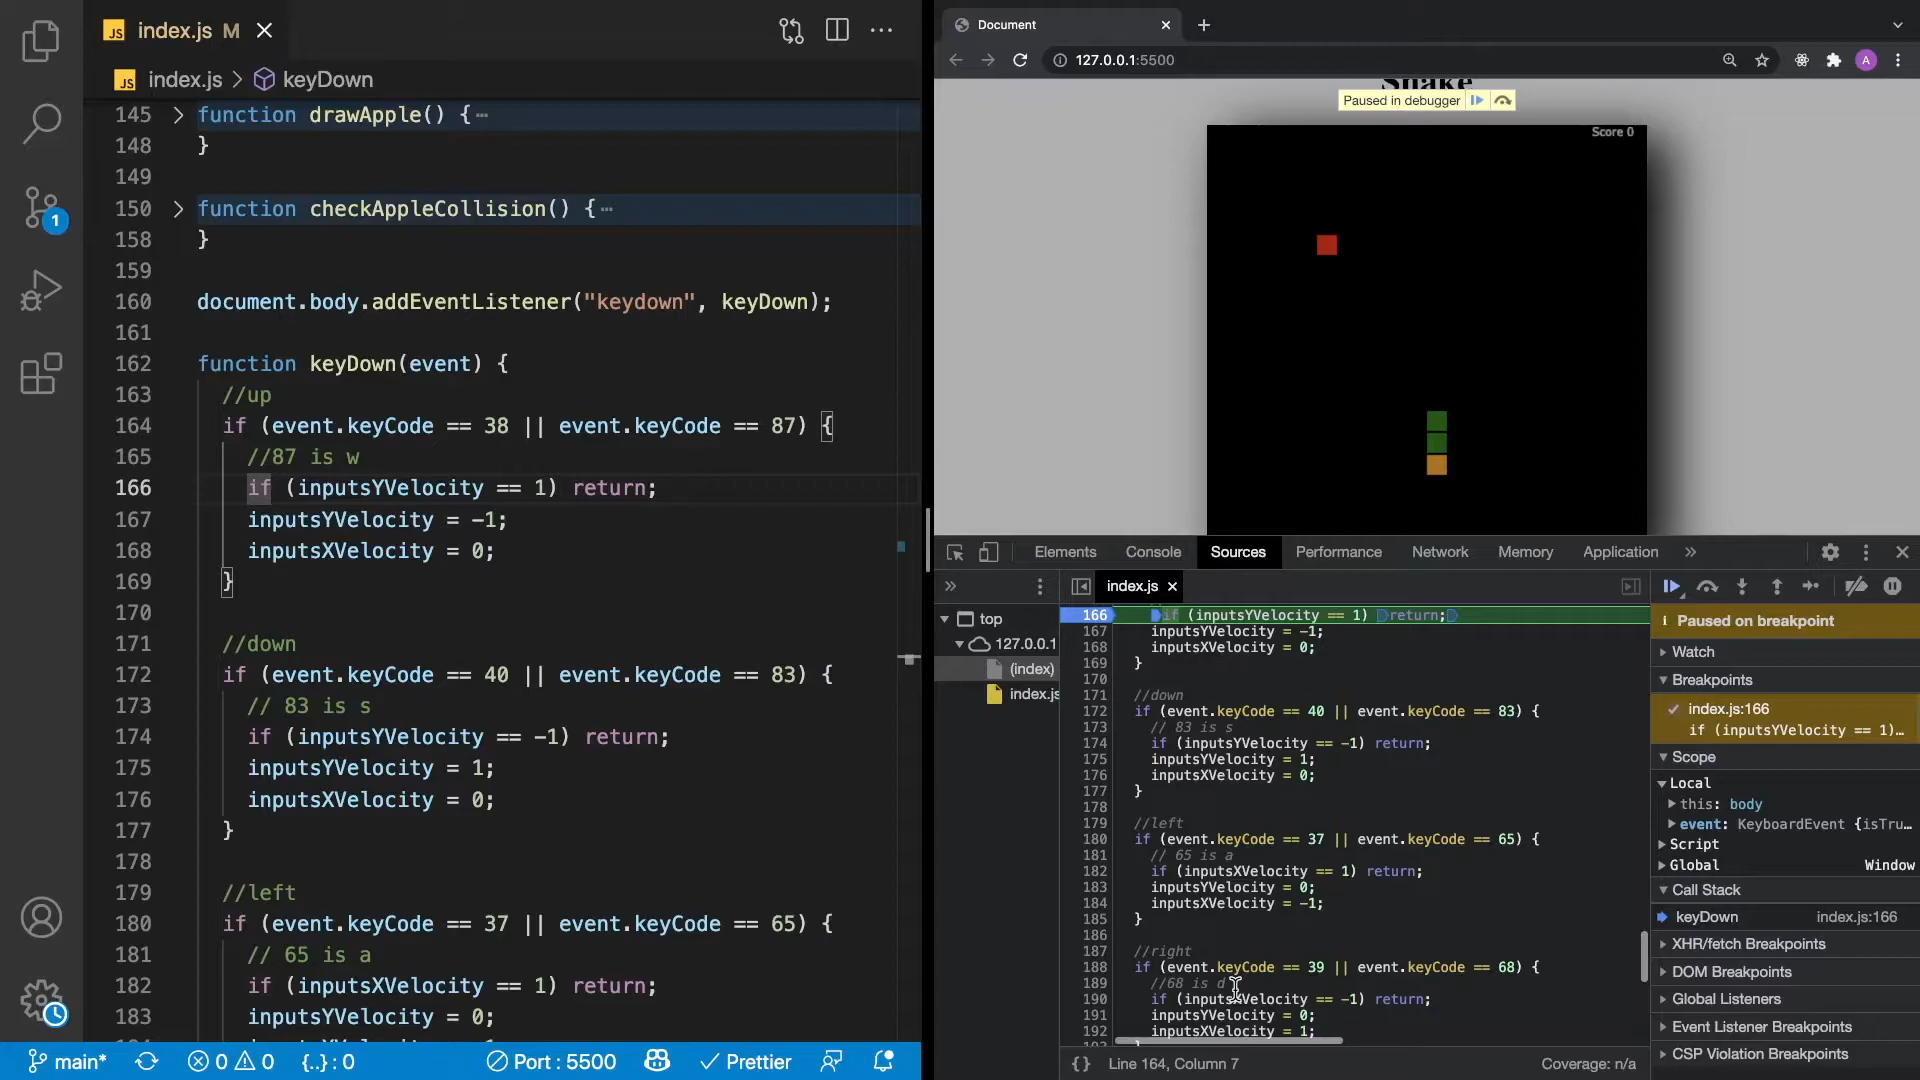 index.js M
index.js > keyDown
145 function drawApple() {
148 }
149
150 function checkAppleCollision() {
158 }
159
160 document.body.addEventListener("keydown", keyDown);
161
162 function keyDown(event) {
163 //up
164 if (event.keyCode == 38 || event.keyCode == 87) {
165 //87 is w
166 if (inputsYVelocity == 1) return;
167 inputsYVelocity = -1;
168 inputsXVelocity = 0;
169 }
170
171 //down
172 if (event.keyCode == 40 || event.keyCode == 83) {
173 // 83 is s
174 if (inputsYVelocity == -1) return;
175 inputsYVelocity = 1;
176 inputsXVelocity = 0;
177 }
178
179 //left
180 if (event.keyCode == 37 || event.keyCode == 65) {
181 // 65 is a
182 if (inputsXVelocity == 1) return;
183 inputsYVelocity = 0;
1
main* 0 0 {..} : 0 Port : 5500 Prettier
Document
127.0.0.1:5500
A
Snake
Paused in debugger
Score 0
Elements Console Sources Performance Network Memory Application
index.js
top
127.0.0.1
(index)
index.js
166 if (inputsYVelocity == 1) return;
167 inputsYVelocity = -1;
168 inputsXVelocity = 0;
169 }
170
171 //down
172 if (event.keyCode == 40 || event.keyCode == 83) {
173 // 83 is s
174 if (inputsYVelocity == -1) return;
175 inputsYVelocity = 1;
176 inputsXVelocity = 0;
177 }
178
179 //left
180 if (event.keyCode == 37 || event.keyCode == 65) {
181 // 65 is a
182 if (inputsXVelocity == 1) return;
183 inputsYVelocity = 0;
184 inputsXVelocity = -1;
185 }
186
187 //right
188 if (event.keyCode == 39 || event.keyCode == 68) {
189 //68 is d
190 if (inputsXVelocity == -1) return;
191 inputsYVelocity = 0;
192 inputsXVelocity = 1;
{} Line 164, Column 7 Coverage: n/a
Paused on breakpoint
Watch
Breakpoints
index.js:166
if (inputsYVelocity == 1)…
Scope
Local
this: body
event: KeyboardEvent {isTru…
Script
Global Window
Call Stack
keyDown index.js:166
XHR/fetch Breakpoints
DOM Breakpoints
Global Listeners
Event Listener Breakpoints
CSP Violation Breakpoints